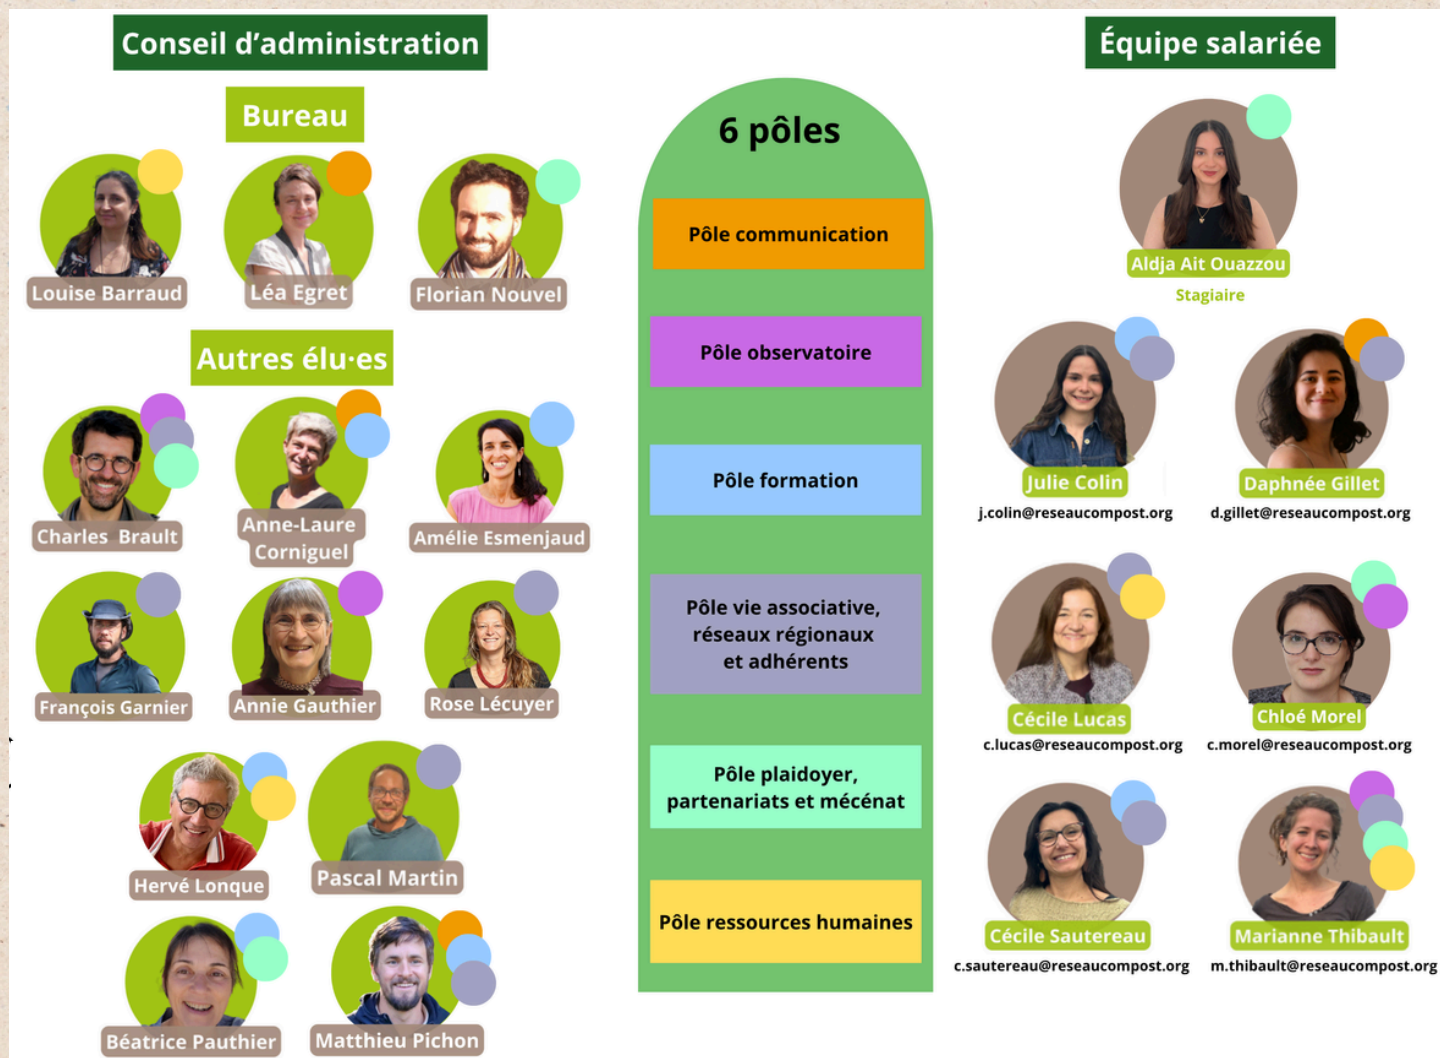 Conseil d’administration
Bureau
Louise Barraud
Léa Egret
Florian Nouvel
Autres élu·es
Charles Brault
Anne-Laure
Corniguel
Amélie Esmenjaud
François Garnier
Annie Gauthier
Rose Lécuyer
Hervé Lonque
Pascal Martin
Béatrice Pauthier
Matthieu Pichon
6 pôles
Pôle communication
Pôle observatoire
Pôle formation
Pôle vie associative,
réseaux régionaux
et adhérents
Pôle plaidoyer,
partenariats et mécénat
Pôle ressources humaines
Équipe salariée
Aldja Ait Ouazzou
Stagiaire
Julie Colin
j.colin@reseaucompost.org
Daphnée Gillet
d.gillet@reseaucompost.org
Cécile Lucas
c.lucas@reseaucompost.org
Chloé Morel
c.morel@reseaucompost.org
Cécile Sautereau
c.sautereau@reseaucompost.org
Marianne Thibault
m.thibault@reseaucompost.org